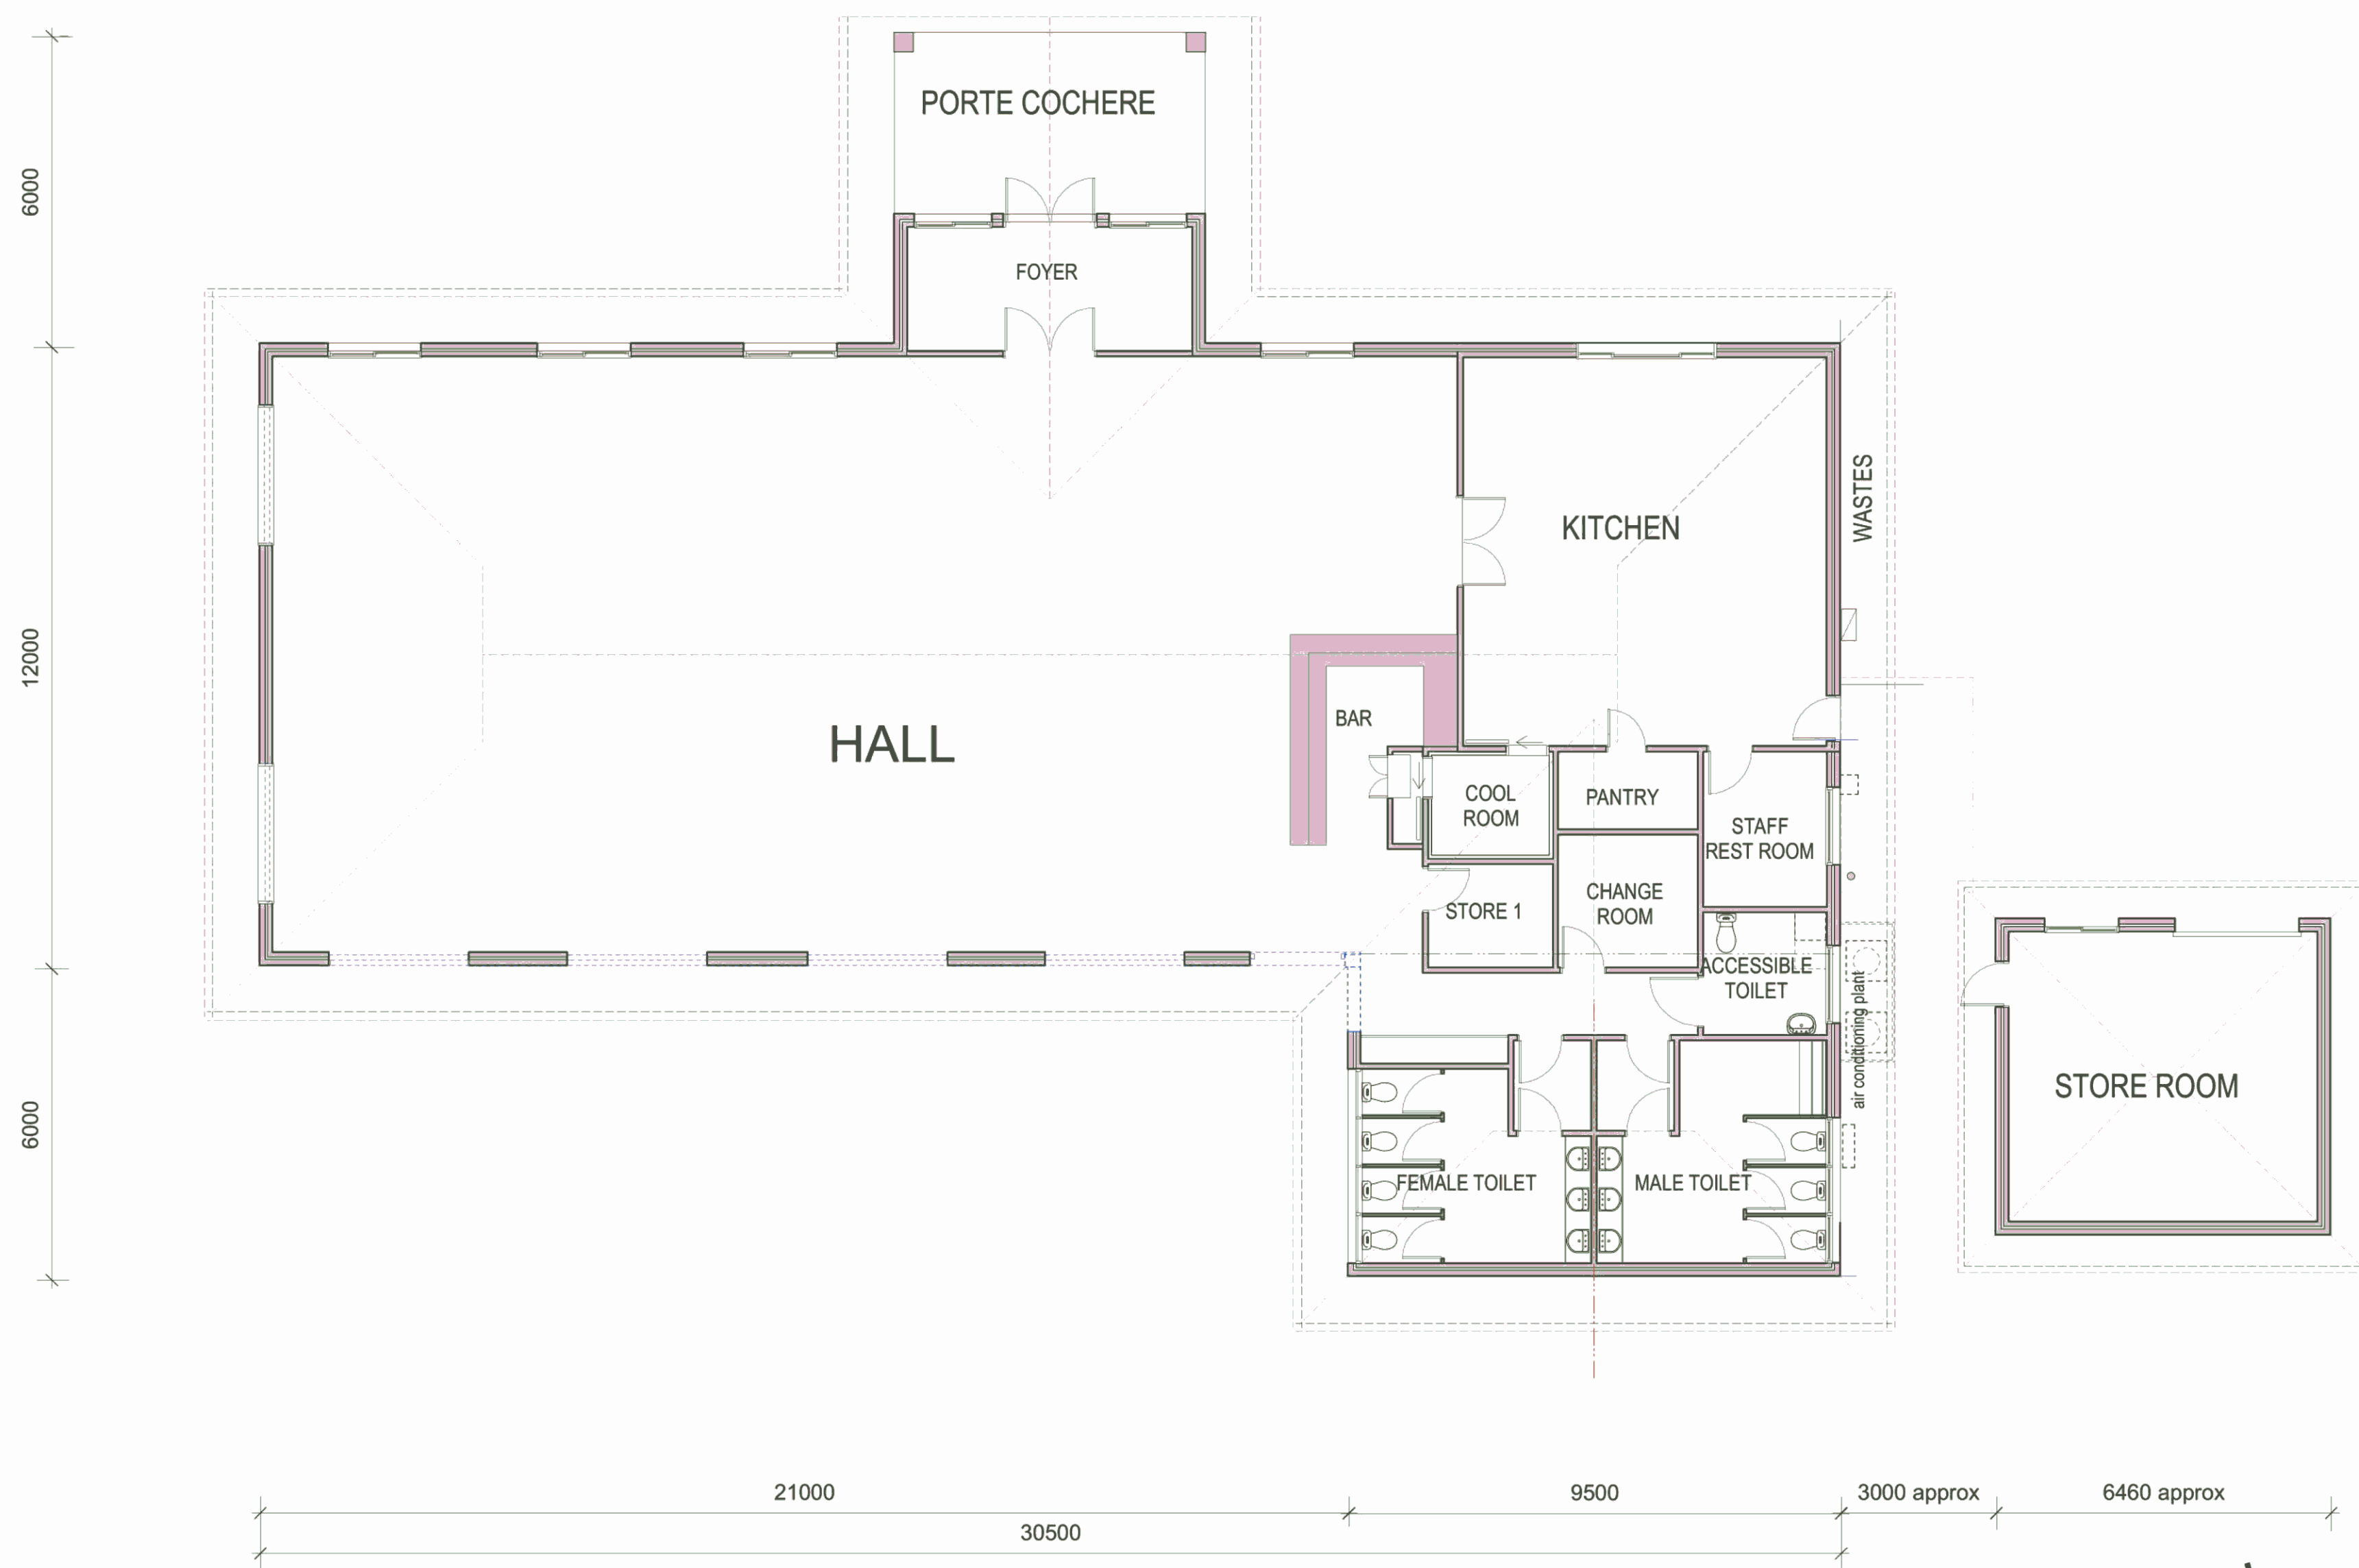 PORTE COCHERE
6000
FOYER
WASTES
KITCHEN
12000
BAR
HALL
COOL
ROOM
PANTRY
STAFF
REST ROOM
CHANGE
ROOM
STORE 1
ACCESSIBLE
TOILET
air conditioning plant
STORE ROOM
6000
FEMALE TOILET
MALE TOILET
21000
9500
3000 approx
6460 approx
30500